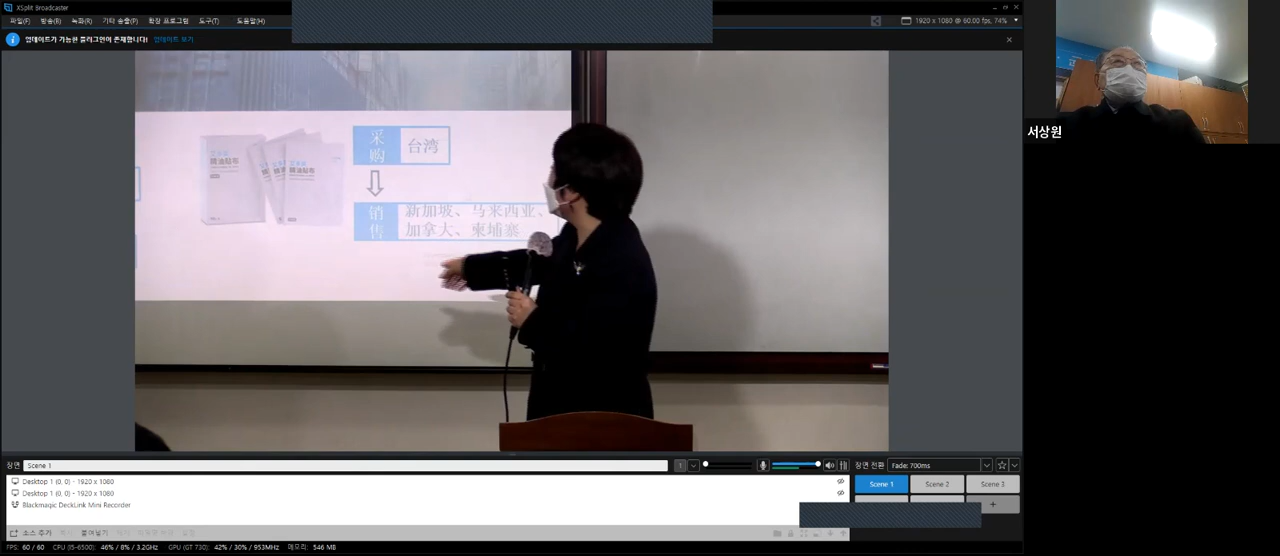 XSplit Broadcaster
파일(F) 방송(B) 녹화(R) 기타 송출(P) 확장 프로그램 도구(T) 도움말(H)
1920 x 1080 @ 60.00 fps, 74%
업데이트가 가능한 플러그인이 존재합니다! 업데이트 보기
采购 台湾
销售 新加坡、马来西亚、
加拿大、柬埔寨
精油贴布
서상원
장면 Scene 1
1
장면 전환 Fade: 700ms
Desktop 1 (0, 0) - 1920 x 1080
Desktop 1 (0, 0) - 1920 x 1080
Blackmagic DeckLink Mini Recorder
Scene 1 Scene 2 Scene 3
소스 추가 붙여넣기
FPS: 60 / 60 CPU (i5-6500): 46% / 8% / 3.2GHz GPU (GT 730): 42% / 30% / 953MHz 메모리: 546 MB